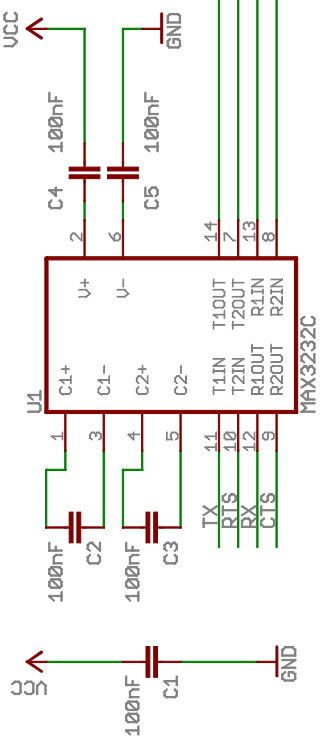 VCC
GND
100nF
100nF
C4
C5
2
6
14
7
13
8
V+
V-
T1OUT
T2OUT
R1IN
R2IN
U1
C1+
C1-
C2+
C2-
T1IN
T2IN
R1OUT
R2OUT
MAX3232C
1
3
4
5
11
10
12
9
TX
RTS
RX
CTS
100nF
C2
100nF
C3
VCC
GND
100nF
C1